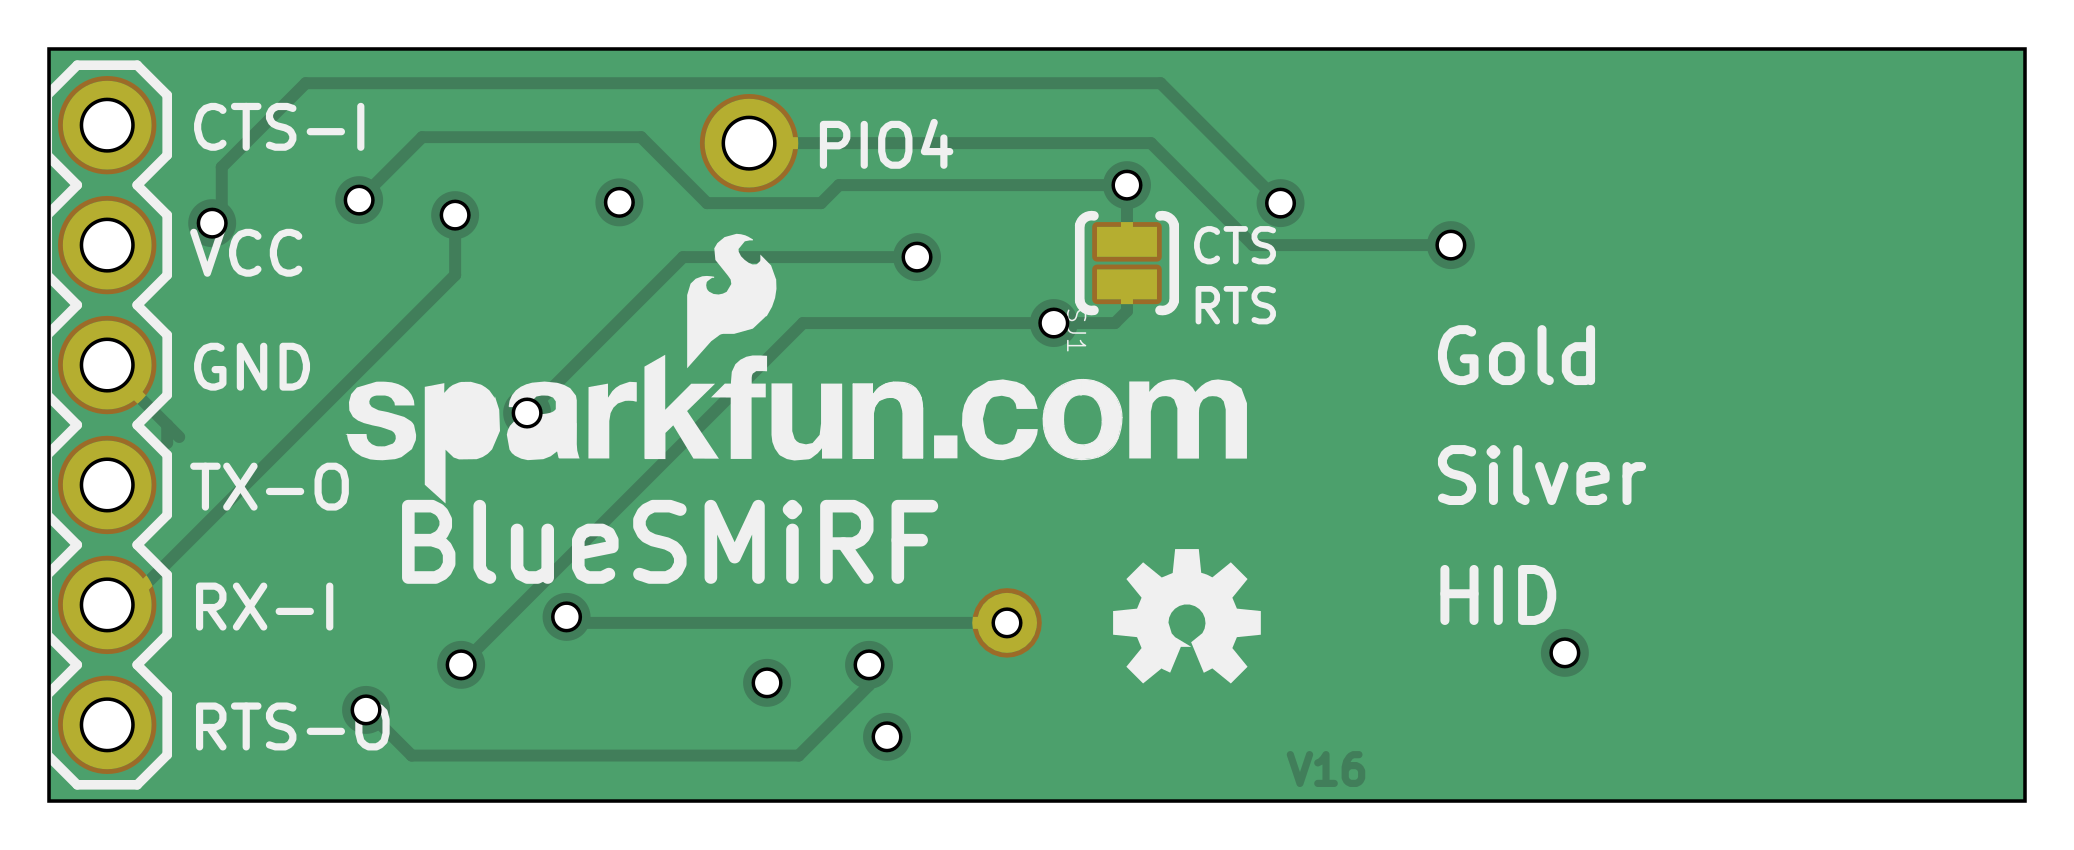 CTS-I
PIO4
VCC
CTS
RTS
SJ1
GND
Gold
sparkfun.com
TX-O
Silver
BlueSMiRF
RX-I
HID
RTS-O
V16